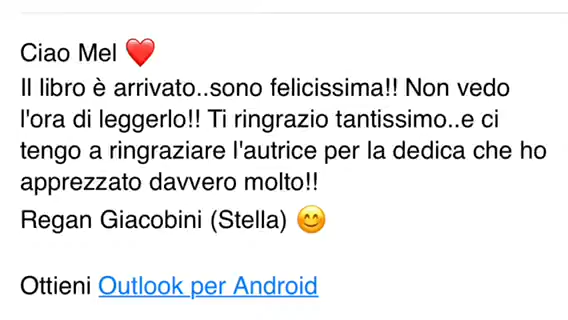 Ciao Mel ❤️
Il libro è arrivato..sono felicissima!! Non vedo
l'ora di leggerlo!! Ti ringrazio tantissimo..e ci
tengo a ringraziare l'autrice per la dedica che ho
apprezzato davvero molto!!
Regan Giacobini (Stella) 😊
Ottieni Outlook per Android